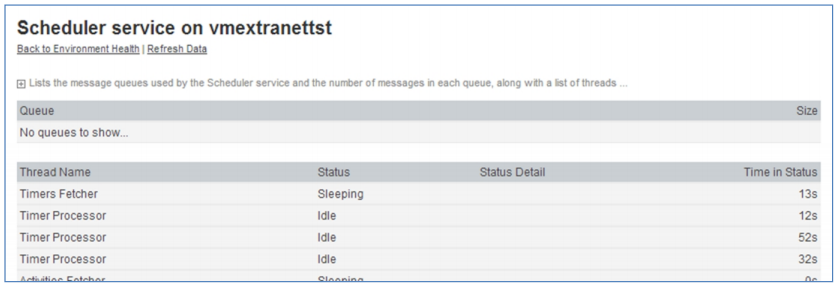 Scheduler service on vmextranettst
Back to Environment Health | Refresh Data
Lists the message queues used by the Scheduler service and the number of messages in each queue, along with a list of threads ...
Queue Size
No queues to show...
Thread Name Status Status Detail Time in Status
Timers Fetcher Sleeping 13s
Timer Processor Idle 12s
Timer Processor Idle 52s
Timer Processor Idle 32s
Activities Fetcher Sleeping